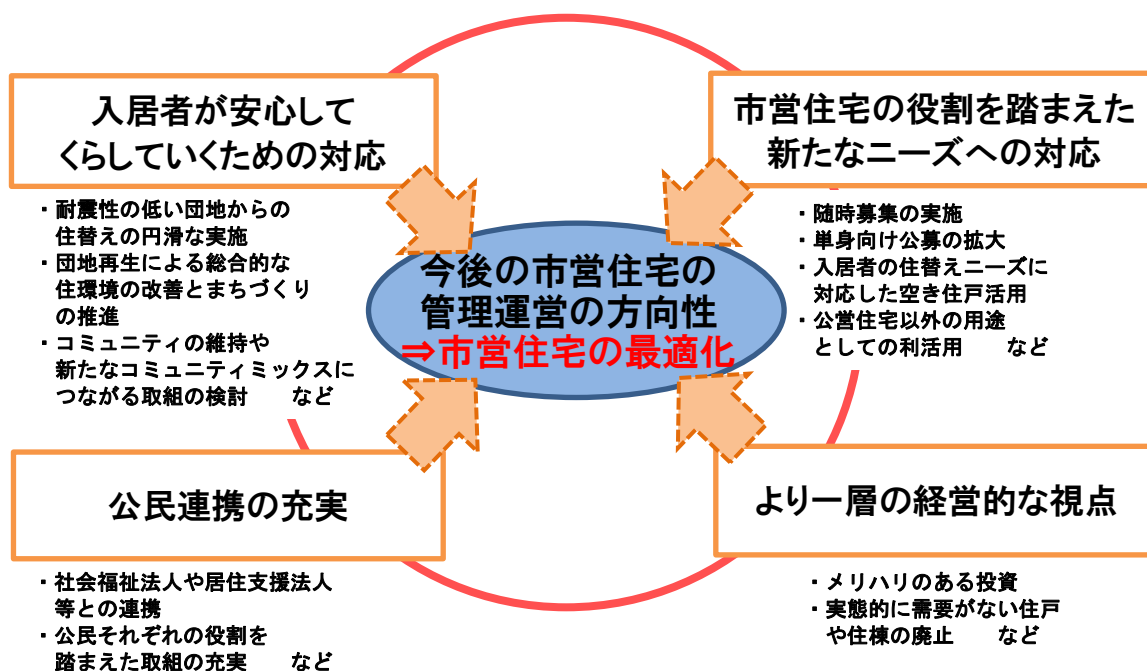 入居者が安心して
くらしていくための対応
・耐震性の低い団地からの
住替えの円滑な実施
・団地再生による総合的な
住環境の改善とまちづくり
の推進
・コミュニティの維持や
新たなコミュニティミックスに
つながる取組の検討　　など
市営住宅の役割を踏まえた
新たなニーズへの対応
・随時募集の実施
・単身向け公募の拡大
・入居者の住替えニーズに
対応した空き住戸活用
・公営住宅以外の用途
としての利活用　　など
今後の市営住宅の
管理運営の方向性
⇒市営住宅の最適化
公民連携の充実
・社会福祉法人や居住支援法人
等との連携
・公民それぞれの役割を
踏まえた取組の充実　　など
より一層の経営的な視点
・メリハリのある投資
・実態的に需要がない住戸
や住棟の廃止　　など